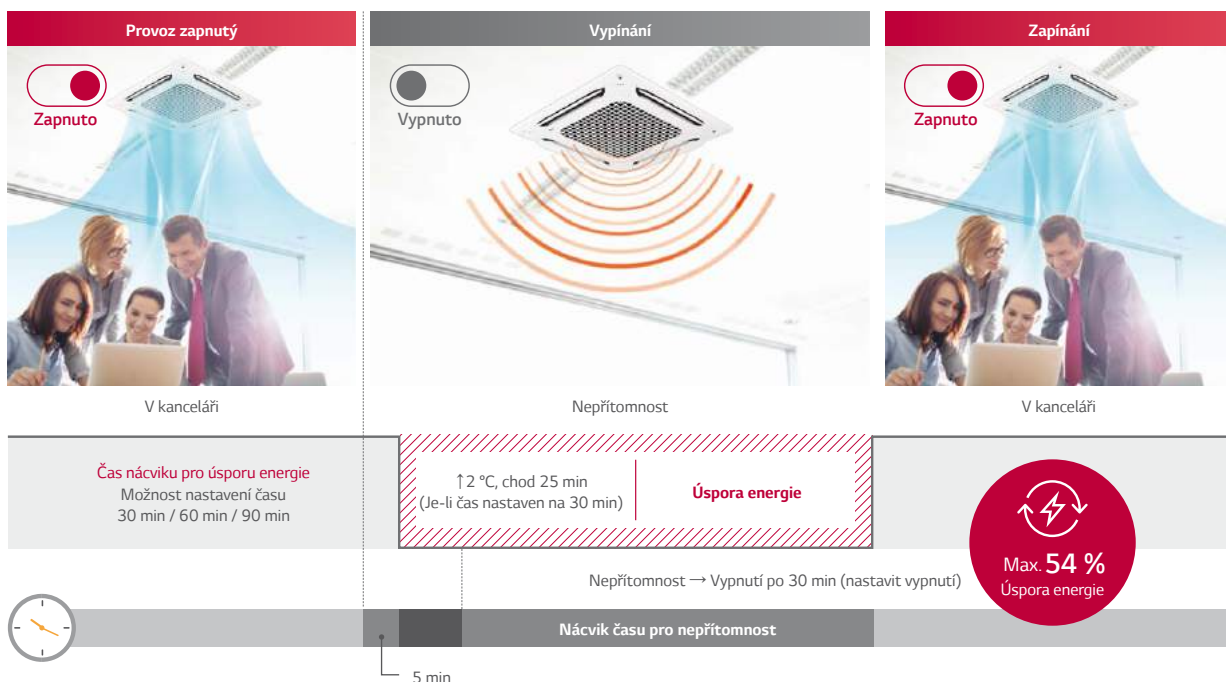 Provoz zapnutý
Vypínání
Zapínání
Zapnuto
Vypnuto
Zapnuto
V kanceláři
Nepřítomnost
V kanceláři
Čas nácviku pro úsporu energie
Možnost nastavení času
30 min / 60 min / 90 min
↑2 °C, chod 25 min
(Je-li čas nastaven na 30 min)
Úspora energie
Max. 54 %
Úspora energie
Nepřítomnost → Vypnutí po 30 min (nastavit vypnutí)
Nácvik času pro nepřítomnost
5 min